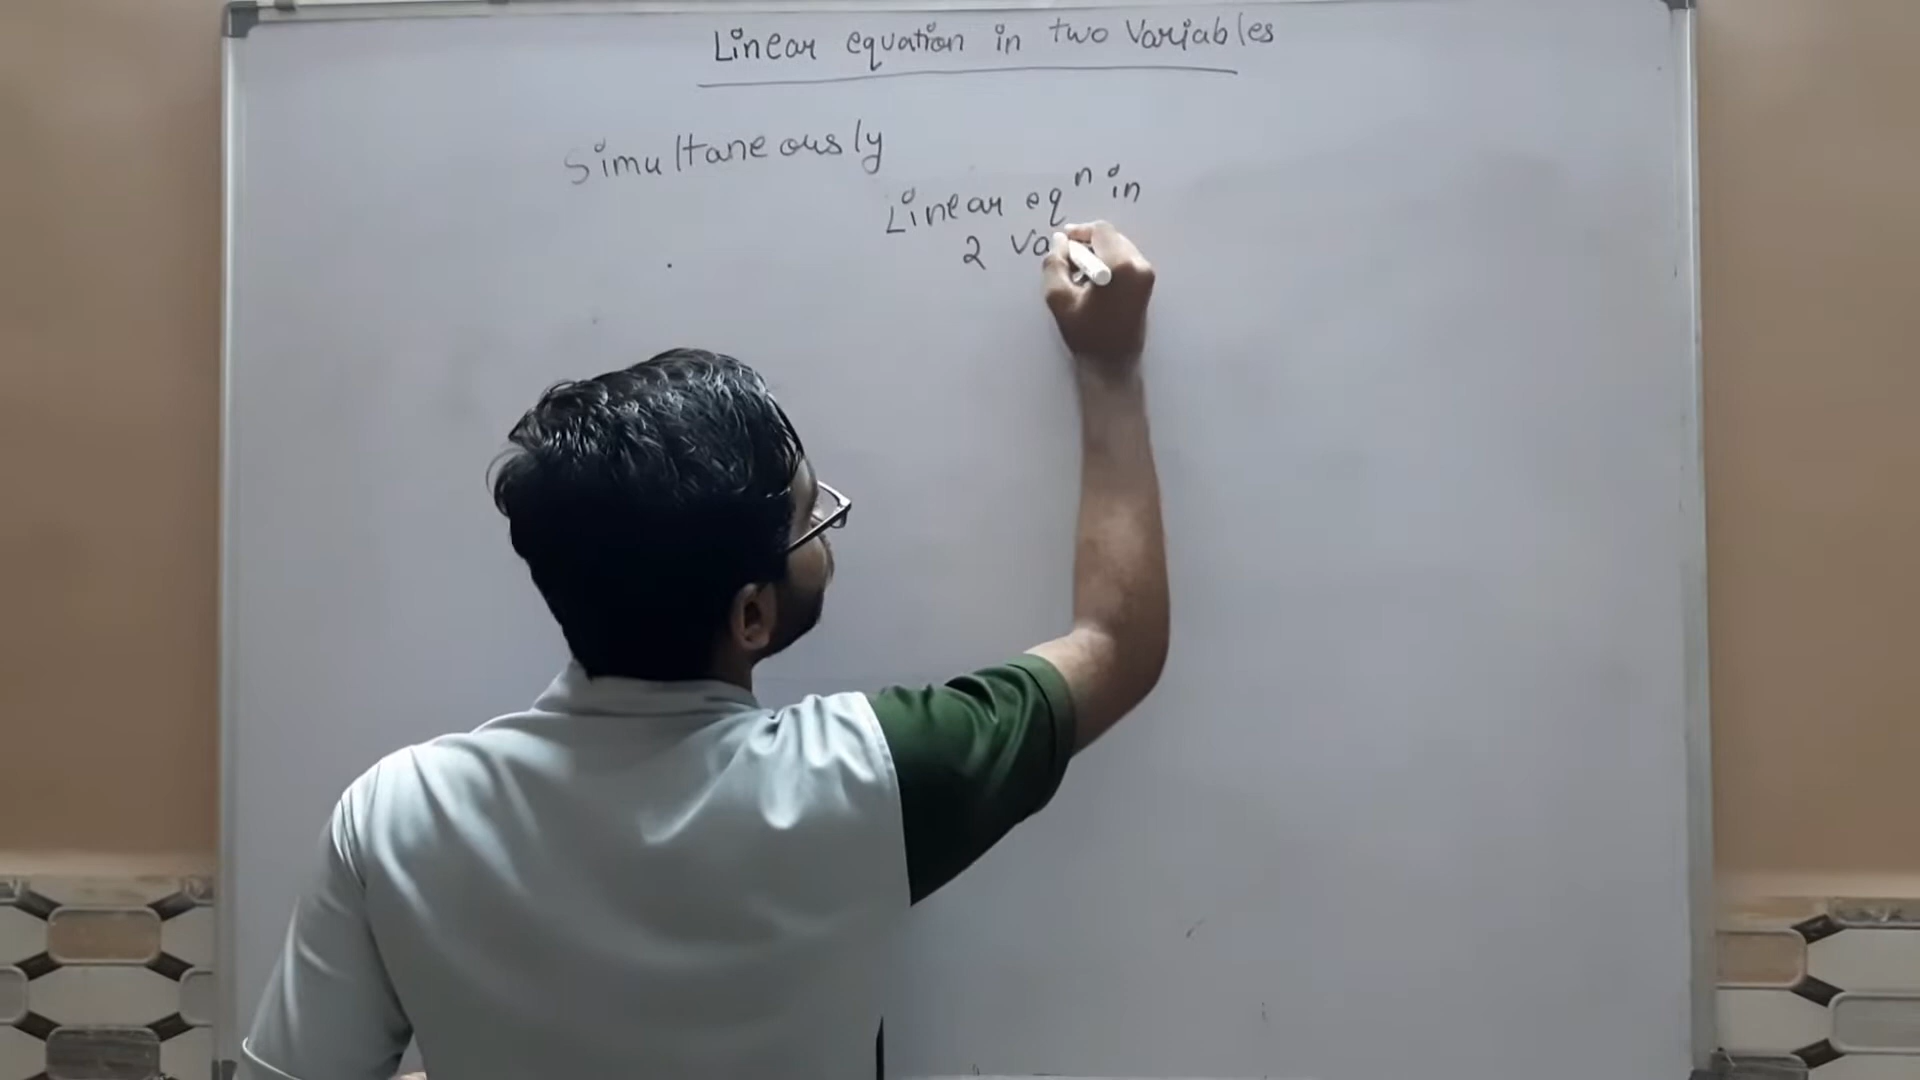 Linear equation in two Variables
Simultaneously
Linear eqⁿ in
2 Va